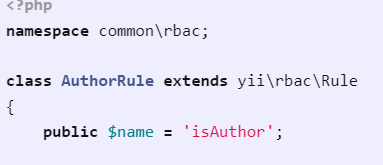 <?php
namespace common\rbac;
class AuthorRule extends yii\rbac\Rule
{
    public $name = 'isAuthor';